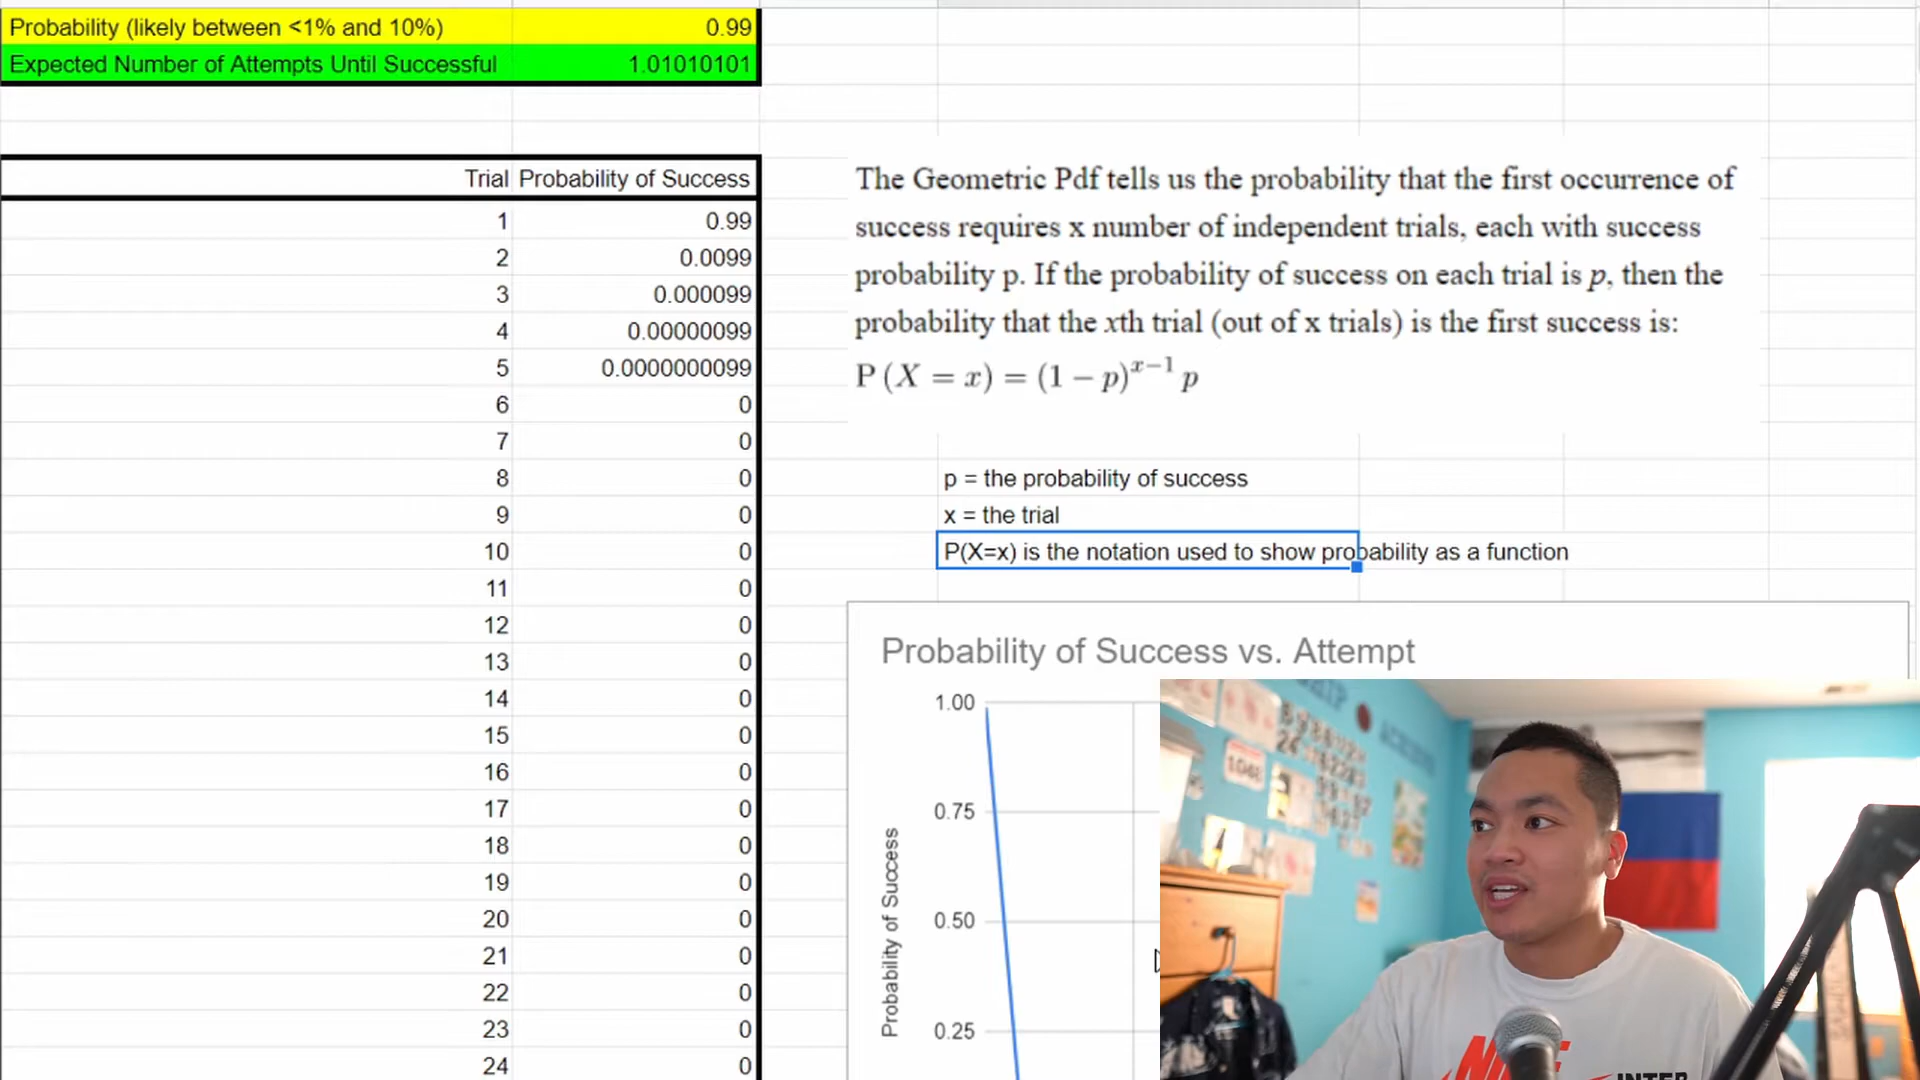 Probability (likely between <1% and 10%) 0.99
Expected Number of Attempts Until Successful 1.01010101
Trial Probability of Success
1 0.99
2 0.0099
3 0.000099
4 0.00000099
5 0.0000000099
6 0
7 0
8 0
9 0
10 0
11 0
12 0
13 0
14 0
15 0
16 0
17 0
18 0
19 0
20 0
21 0
22 0
23 0
24 0
The Geometric Pdf tells us the probability that the first occurrence of
success requires x number of independent trials, each with success
probability p. If the probability of success on each trial is p, then the
probability that the xth trial (out of x trials) is the first success is:
P (X = x) = (1 − p)^{x−1} p
p = the probability of success
x = the trial
P(X=x) is the notation used to show probability as a function
Probability of Success vs. Attempt
1.00
0.75
0.50
0.25
Probability of Success
1046